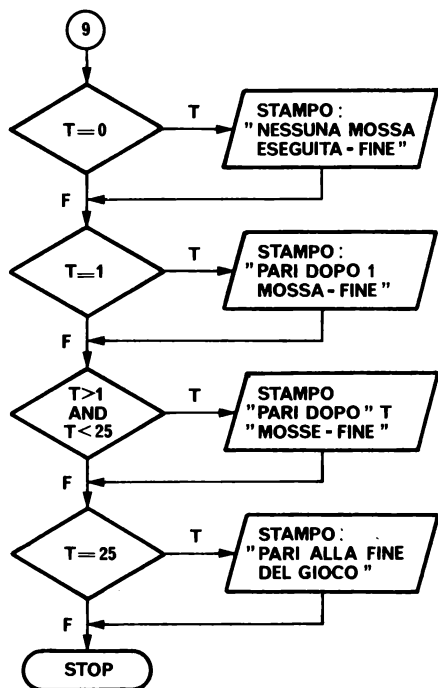 9
T=0
T
STAMPO:
"NESSUNA MOSSA
ESEGUITA - FINE"
F
T=1
T
STAMPO:
"PARI DOPO 1
MOSSA - FINE"
F
T>1
AND
T<25
T
STAMPO
"PARI DOPO" T
"MOSSE - FINE"
F
T=25
T
STAMPO:
"PARI ALLA FINE
DEL GIOCO"
F
STOP